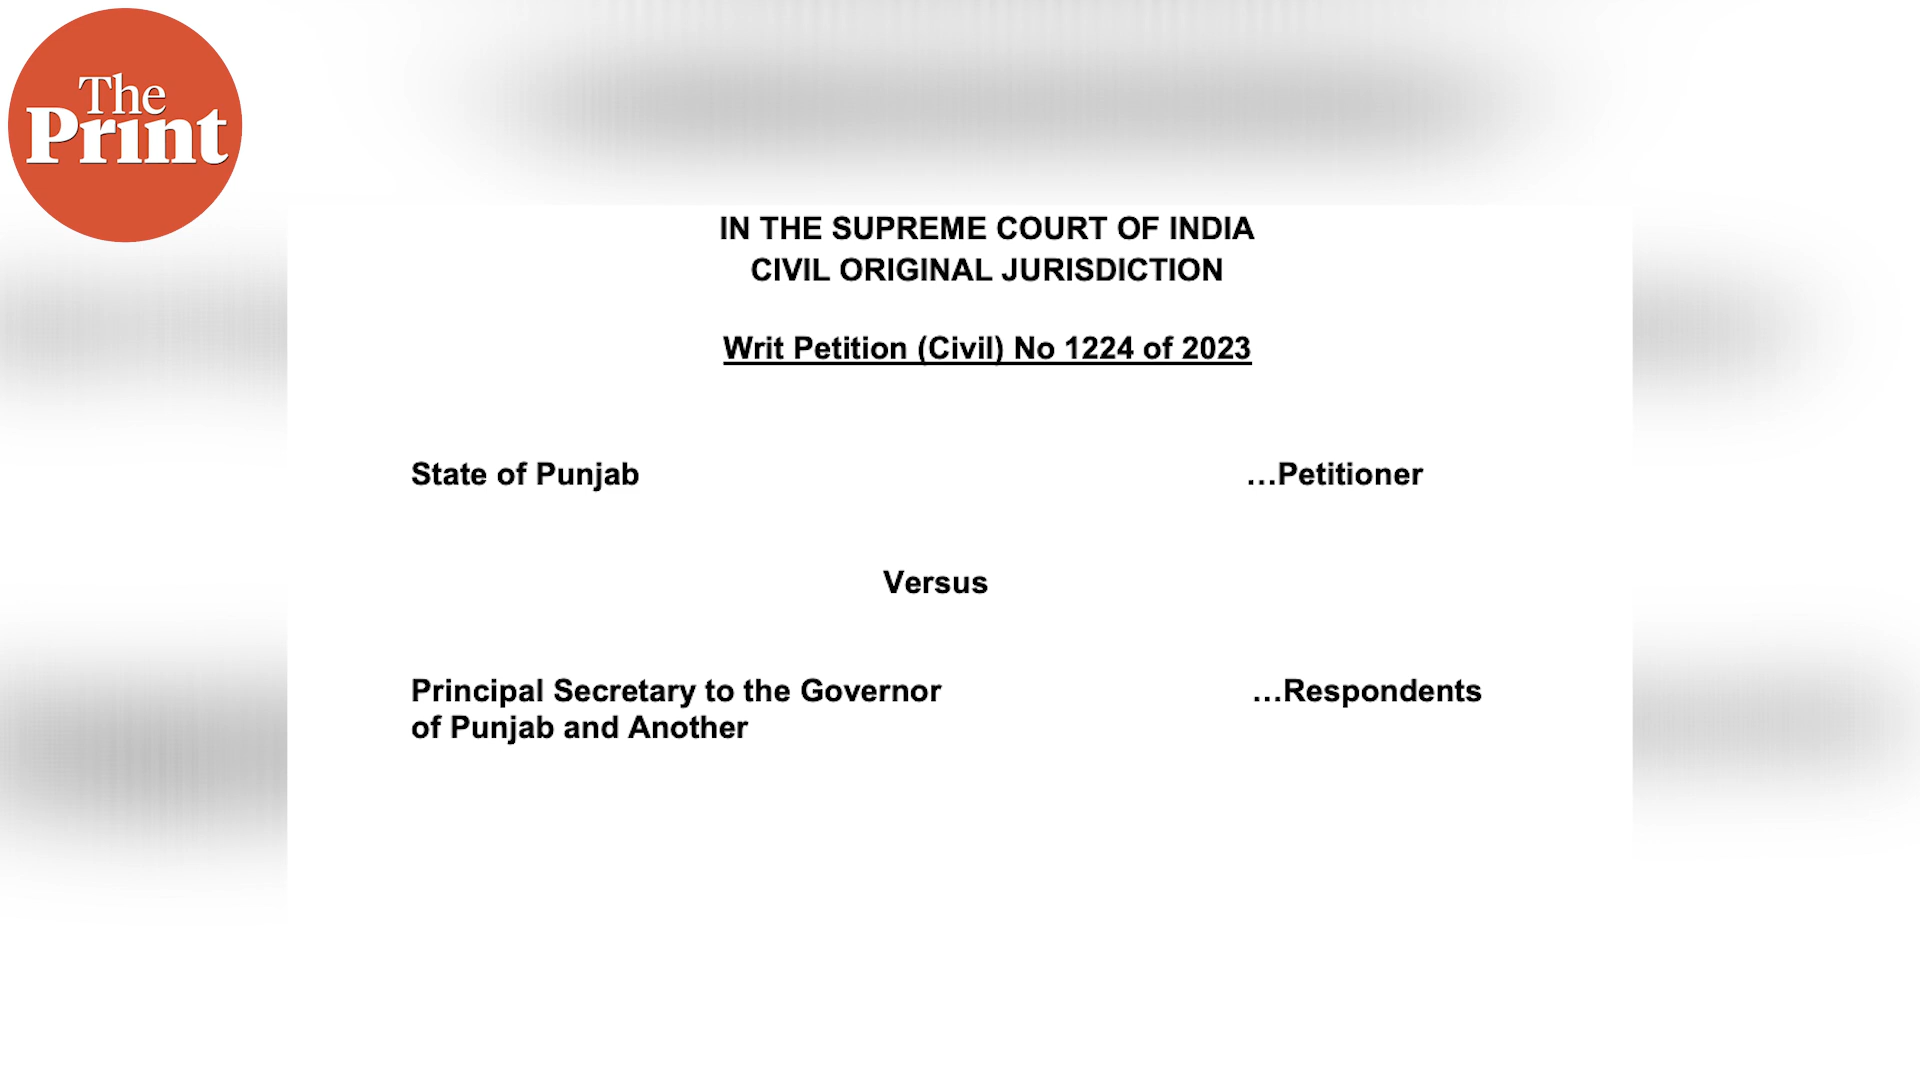 The
Print
IN THE SUPREME COURT OF INDIA
CIVIL ORIGINAL JURISDICTION
Writ Petition (Civil) No 1224 of 2023
State of Punjab …Petitioner
Versus
Principal Secretary to the Governor …Respondents
of Punjab and Another